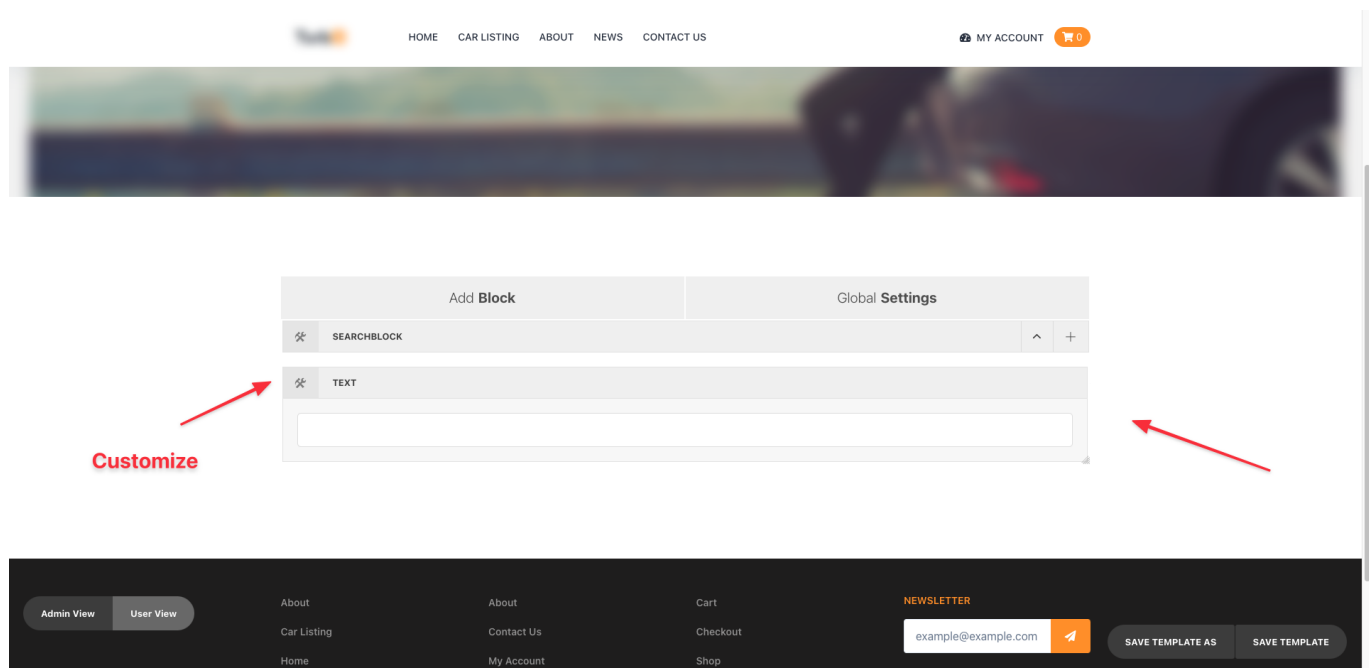 HOME CAR LISTING ABOUT NEWS CONTACT US MY ACCOUNT 0
Add Block Global Settings
SEARCHBLOCK
TEXT
Customize
Admin View User View
About About Cart NEWSLETTER
Car Listing Contact Us Checkout example@example.com
Home My Account Shop
SAVE TEMPLATE AS SAVE TEMPLATE